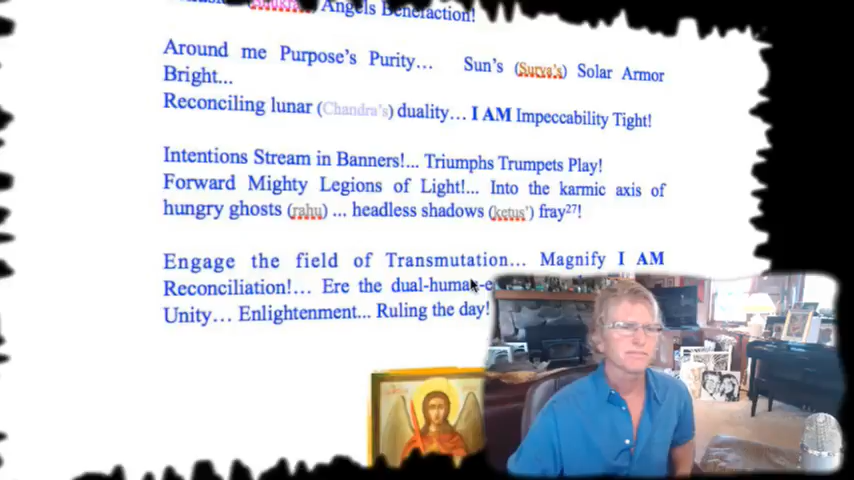 Angels Benefaction!
Around me Purpose's Purity... Sun's (Surya's) Solar Armor
Bright...
Reconciling lunar (Chandra's) duality... I AM Impeccability Tight!
Intentions Stream in Banners!... Triumphs Trumpets Play!
Forward Mighty Legions of Light!... Into the karmic axis of
hungry ghosts (rahu) ... headless shadows (ketus') fray27!
Engage the field of Transmutation... Magnify I AM
Reconciliation!... Ere the dual-human-e
Unity... Enlightenment... Ruling the day!